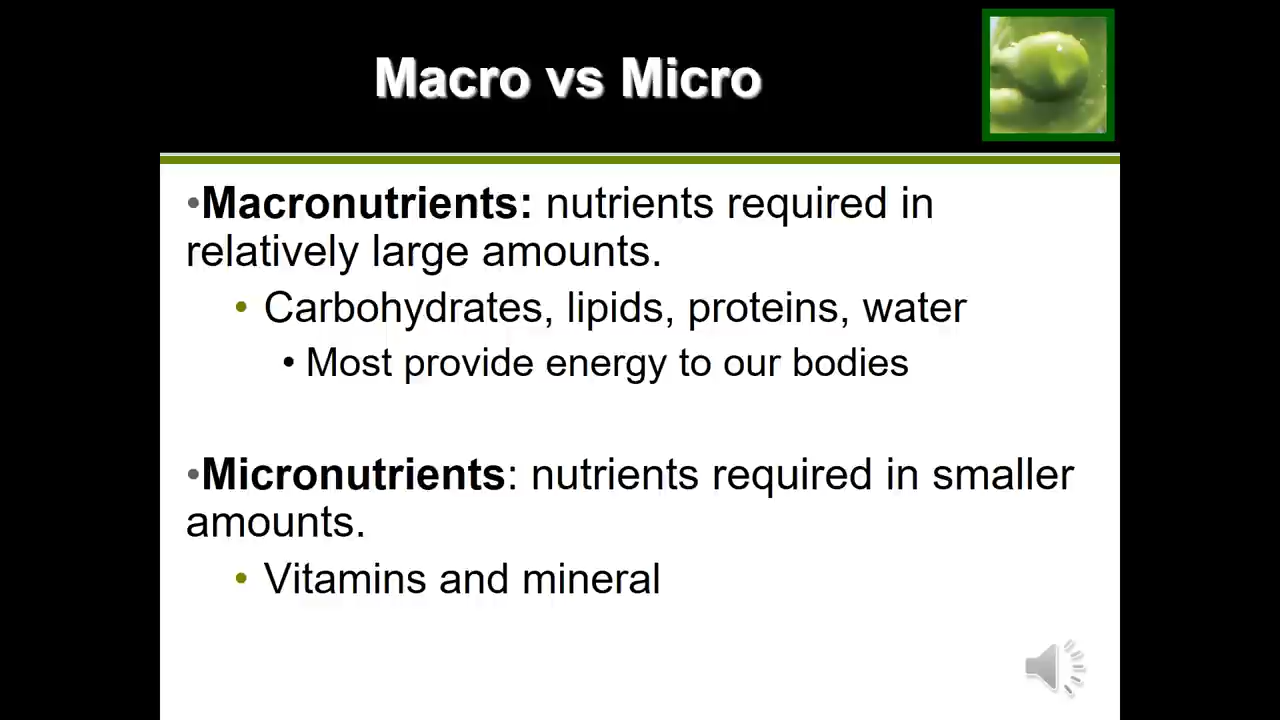 Macro vs Micro
•Macronutrients: nutrients required in
relatively large amounts.
• Carbohydrates, lipids, proteins, water
• Most provide energy to our bodies
•Micronutrients: nutrients required in smaller
amounts.
• Vitamins and mineral